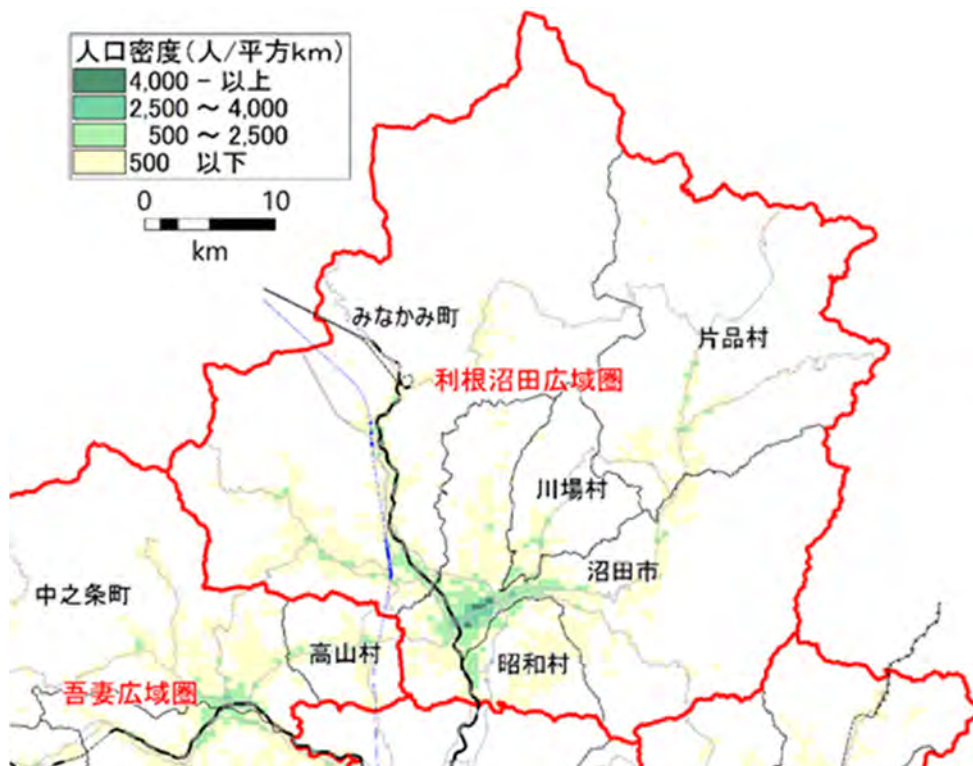 人口密度(人/平方km)
4,000 - 以上
2,500 ～ 4,000
500 ～ 2,500
500 以下
0 10
km
みなかみ町
片品村
利根沼田広域圏
川場村
沼田市
中之条町
高山村
昭和村
吾妻広域圏